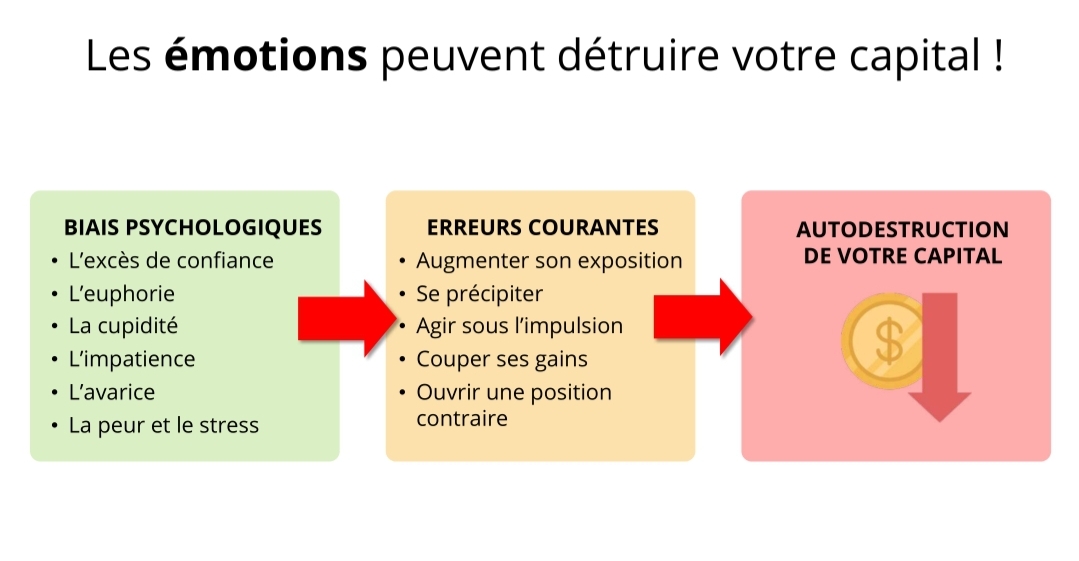 Les émotions peuvent détruire votre capital !
BIAIS PSYCHOLOGIQUES
• L’excès de confiance
• L’euphorie
• La cupidité
• L’impatience
• L’avarice
• La peur et le stress
ERREURS COURANTES
• Augmenter son exposition
• Se précipiter
• Agir sous l’impulsion
• Couper ses gains
• Ouvrir une position
contraire
AUTODESTRUCTION
DE VOTRE CAPITAL
$